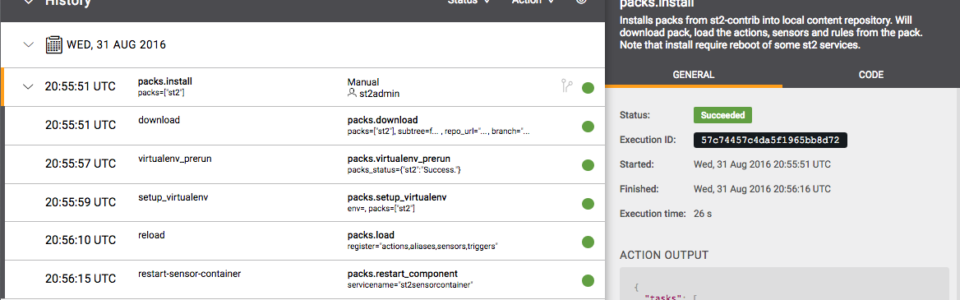 History
Status
Action
WED, 31 AUG 2016
20:55:51 UTC
packs.install
packs=["st2"]
Manual
st2admin
20:55:51 UTC
download
packs.download
packs=['st2'], subtree=f... , repo_url='... , branch='...
20:55:57 UTC
virtualenv_prerun
packs.virtualenv_prerun
packs_status={'st2':"Success."}
20:55:59 UTC
setup_virtualenv
packs.setup_virtualenv
env=, packs=["st2"]
20:56:10 UTC
reload
packs.load
register='actions,aliases,sensors,triggers'
20:56:15 UTC
restart-sensor-container
packs.restart_component
servicename='st2sensorcontainer'
packs.install
Installs packs from st2-contrib into local content repository. Will
download pack, load the actions, sensors and rules from the pack.
Note that install require reboot of some st2 services.
GENERAL
CODE
Status:
Succeeded
Execution ID:
57c74457c4da5f1965bb8d72
Started:
Wed, 31 Aug 2016 20:55:51 UTC
Finished:
Wed, 31 Aug 2016 20:56:16 UTC
Execution time:
26 s
ACTION OUTPUT
{
"tasks": [